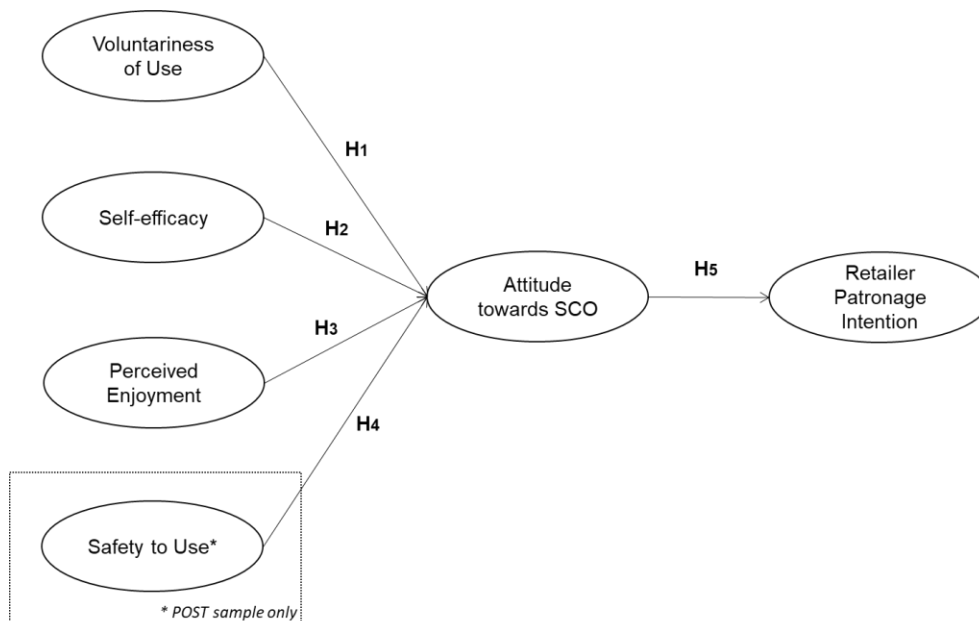 Voluntariness
of Use
H1
Self-efficacy
H2
Attitude
towards SCO
H5
Retailer
Patronage
Intention
H3
Perceived
Enjoyment
H4
Safety to Use*
* POST sample only